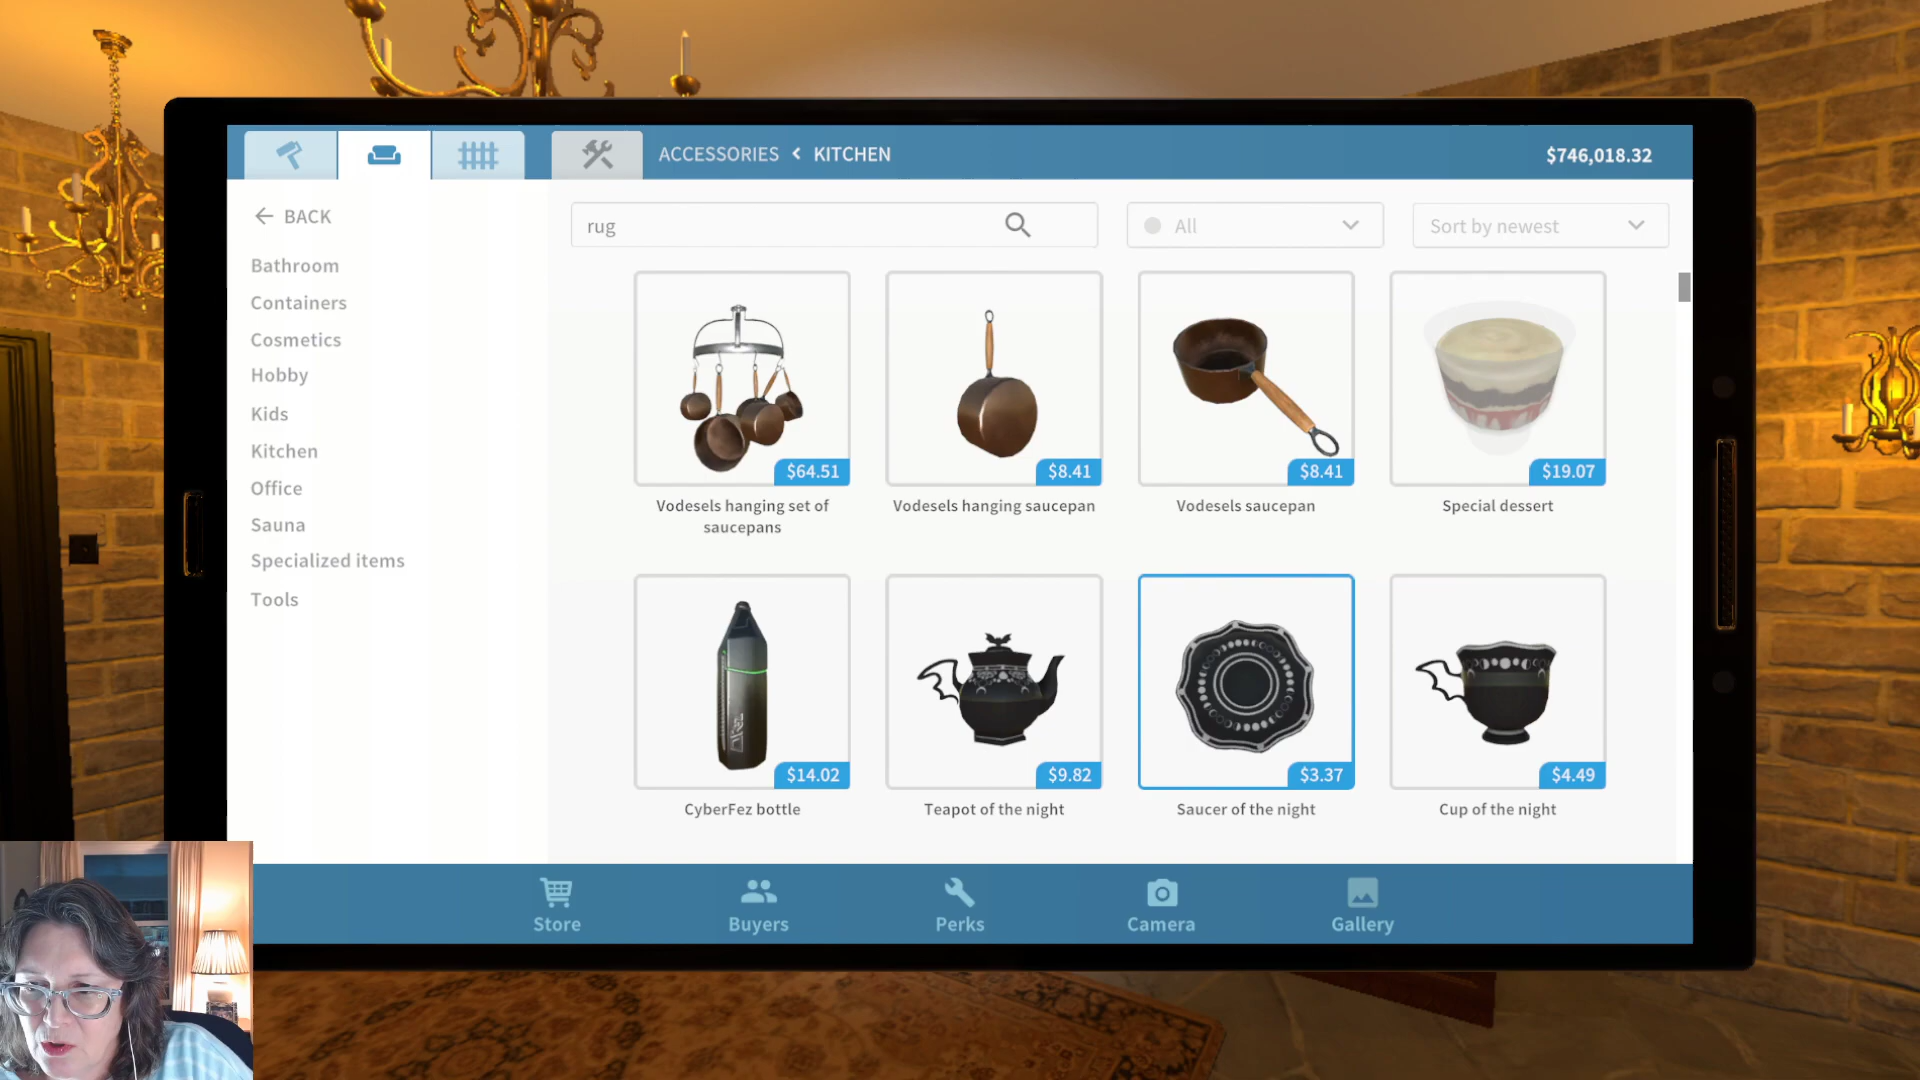 ACCESSORIES < KITCHEN
$746,018.32
BACK
rug
All
Sort by newest
Bathroom
Containers
Cosmetics
Hobby
Kids
Kitchen
Office
Sauna
Specialized items
Tools
$64.51
$8.41
$8.41
$19.07
Vodesels hanging set of
saucepans
Vodesels hanging saucepan
Vodesels saucepan
Special dessert
$14.02
$9.82
$3.37
$4.49
CyberFez bottle
Teapot of the night
Saucer of the night
Cup of the night
Store
Buyers
Perks
Camera
Gallery